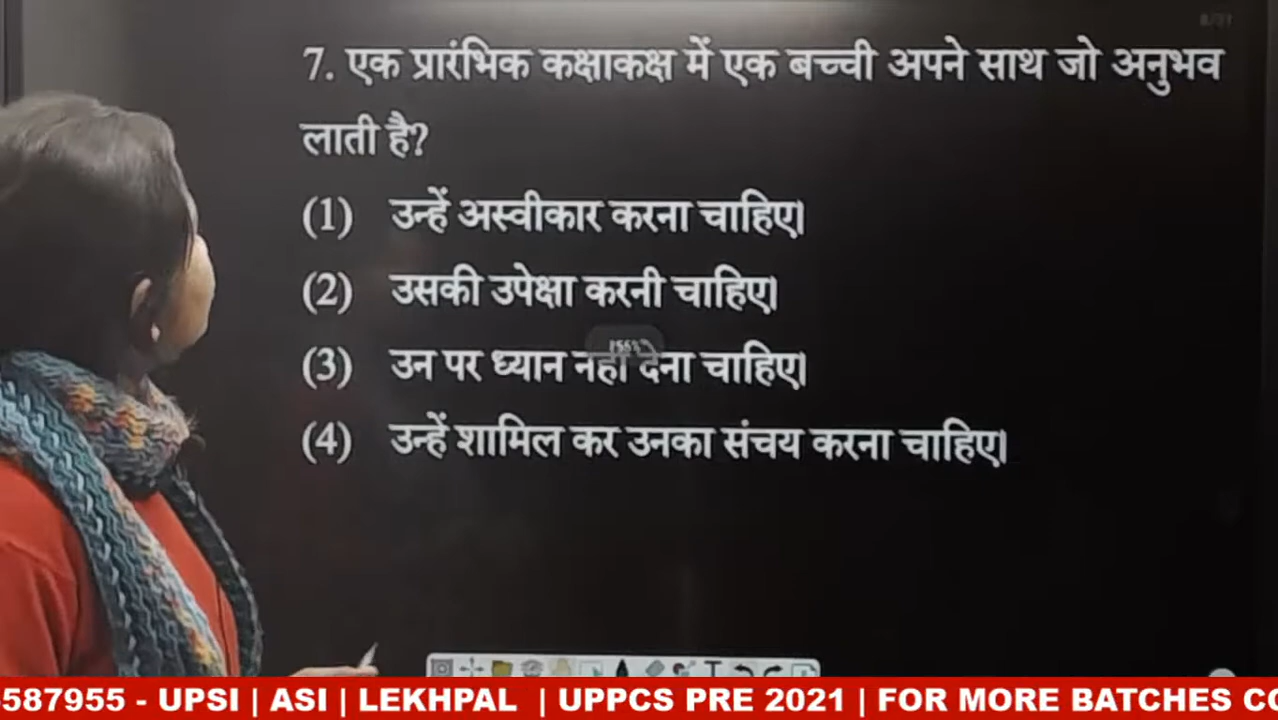 8/31
7. एक प्रारंभिक कक्षाकक्ष में एक बच्ची अपने साथ जो अनुभव
लाती है?
(1) उन्हें अस्वीकार करना चाहिए।
(2) उसकी उपेक्षा करनी चाहिए।
(3) उन पर ध्यान नहीं देना चाहिए।
(4) उन्हें शामिल कर उनका संचय करना चाहिए।
587955 - UPSI | ASI | LEKHPAL | UPPCS PRE 2021 | FOR MORE BATCHES CO